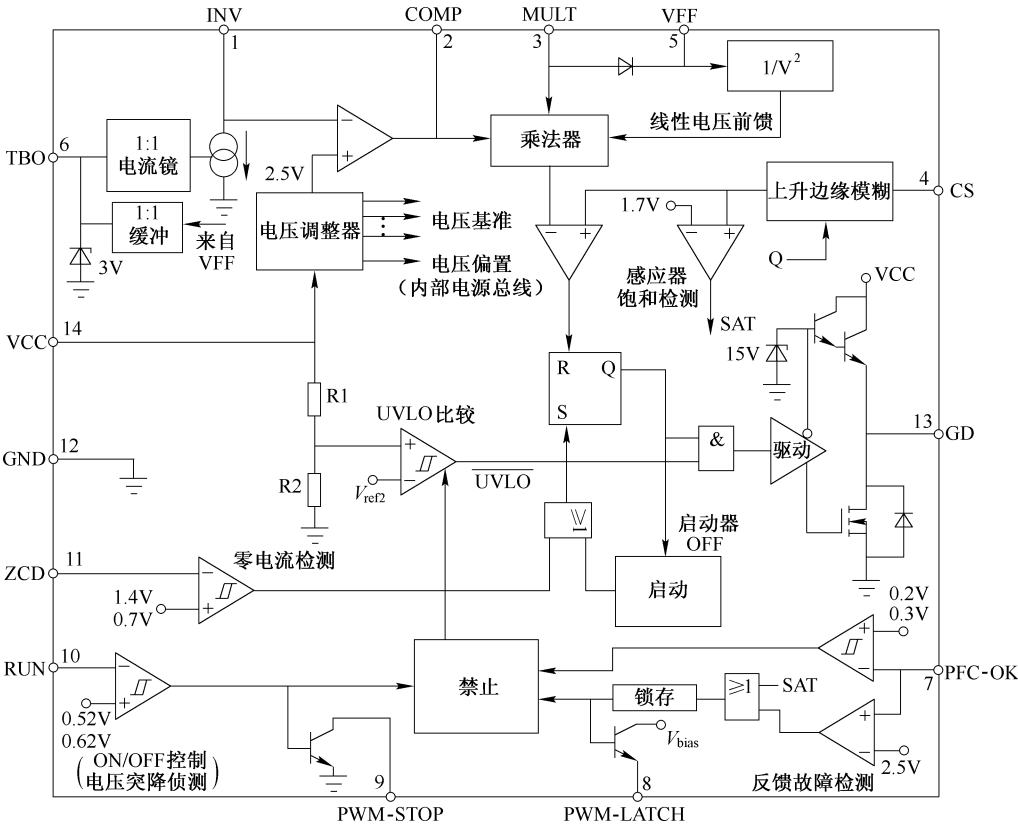 INV
COMP
MULT
VFF
1
2
3
5
1/V²
1:1
电流镜
6
TBO
乘法器
线性电压前馈
2.5V
1:1
缓冲
来自
VFF
3V
电压调整器
电压基准
电压偏置
(内部电源总线)
1.7V
上升边缘模糊
4
CS
Q
感应器
饱和检测
SAT
VCC
15V
14
VCC
R1
R
Q
S
UVLO比较
&
驱动
13
GD
12
GND
R2
Vref2
UVLO
≥1
启动器
OFF
11
ZCD
零电流检测
1.4V
0.7V
启动
0.2V
0.3V
10
RUN
禁止
7
PFC-OK
锁存
≥1
SAT
0.52V
0.62V
Vbias
2.5V
(ON/OFF控制
电压突降侦测)
9
8
反馈故障检测
PWM-STOP
PWM-LATCH